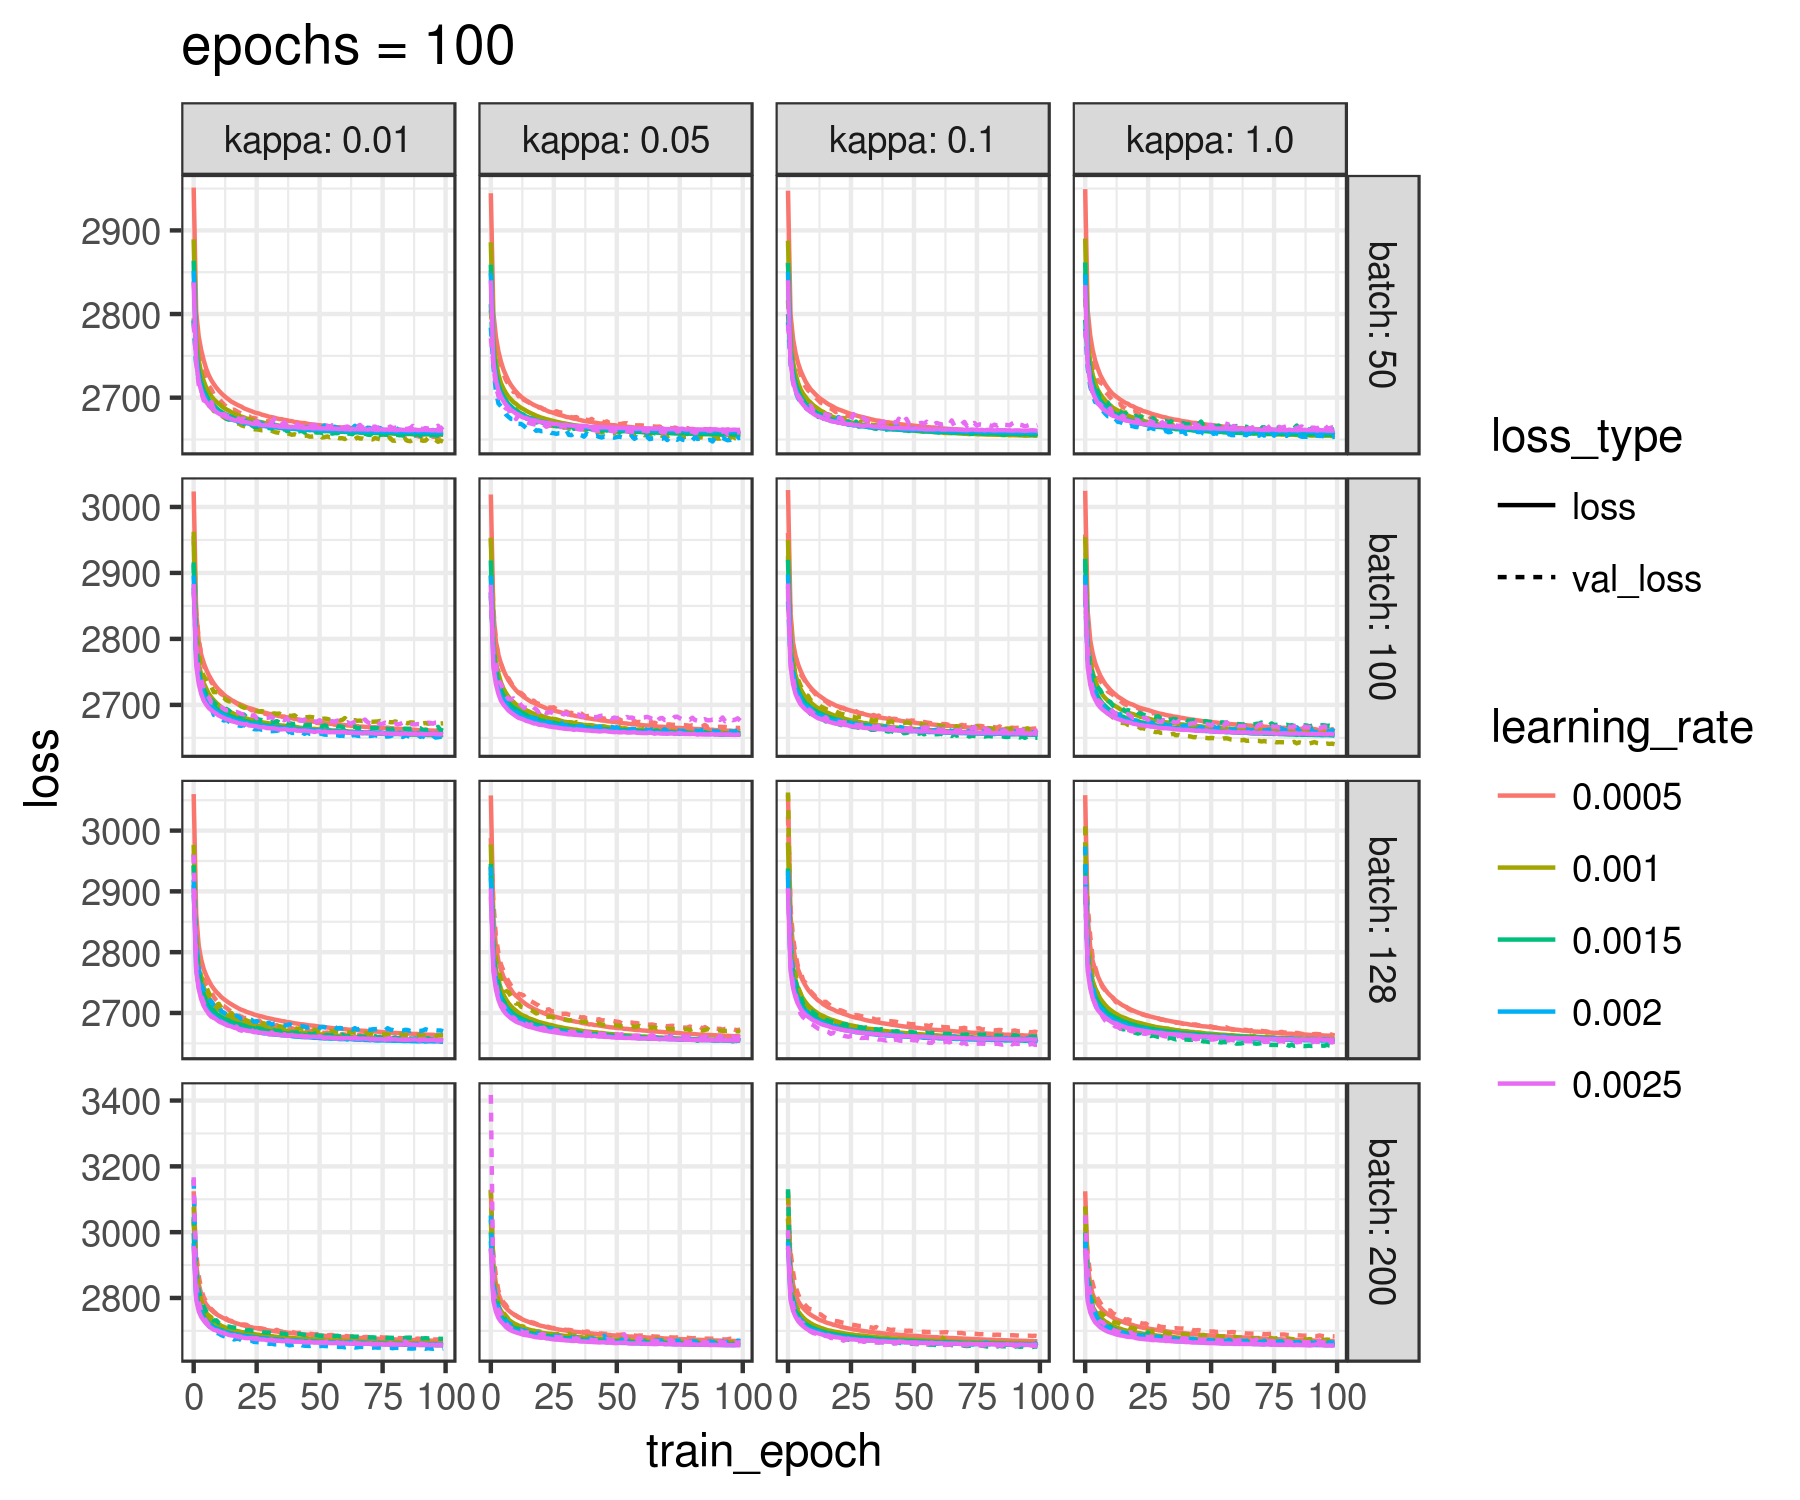 epochs = 100
kappa: 0.01
kappa: 0.05
kappa: 0.1
kappa: 1.0
2900
2800
2700
batch: 50
3000
2900
2800
2700
batch: 100
3000
2900
2800
2700
batch: 128
3400
3200
3000
2800
batch: 200
0 25 50 75 100
0 25 50 75 100
0 25 50 75 100
0 25 50 75 100
train_epoch
loss
loss_type
loss
val_loss
learning_rate
0.0005
0.001
0.0015
0.002
0.0025